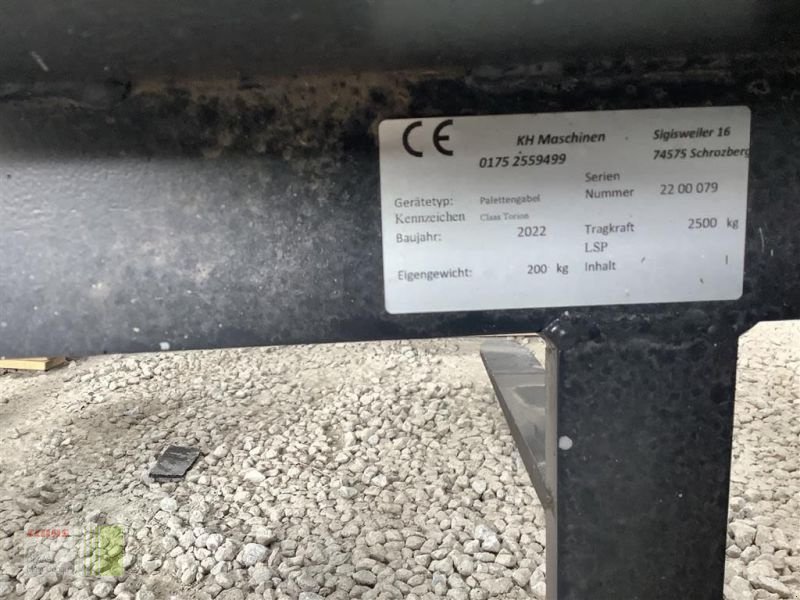 CE KH Maschinen Sigisweiler 16
0175 2559499 74575 Schrozberg
Gerätetyp: Palettengabel Serien Nummer 22 00 079
Kennzeichen Claas Torion
Baujahr: 2022 Tragkraft 2500 kg
LSP
Eigengewicht: 200 kg Inhalt l